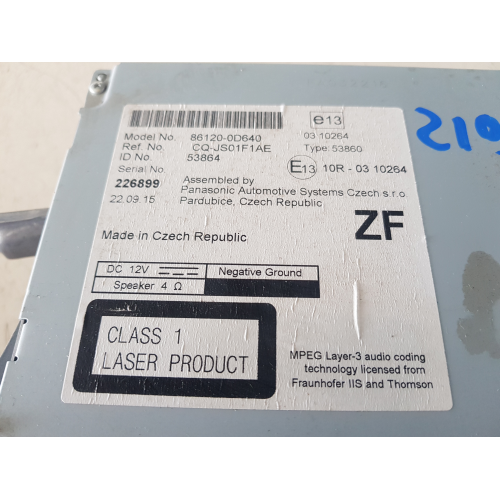 Model No. 86120-0D640
Ref. No. CQ-JS01F1AE
ID No. 53864
Serial No.
226899
22.09.15
Assembled by
Panasonic Automotive Systems Czech s.r.o.
Pardubice, Czech Republic
e13
03 10264
Type: 53860
E13 10R - 03 10264
ZF
Made in Czech Republic
DC 12V
Negative Ground
Speaker 4 Ω
CLASS 1
LASER PRODUCT
MPEG Layer-3 audio coding
technology licensed from
Fraunhofer IIS and Thomson